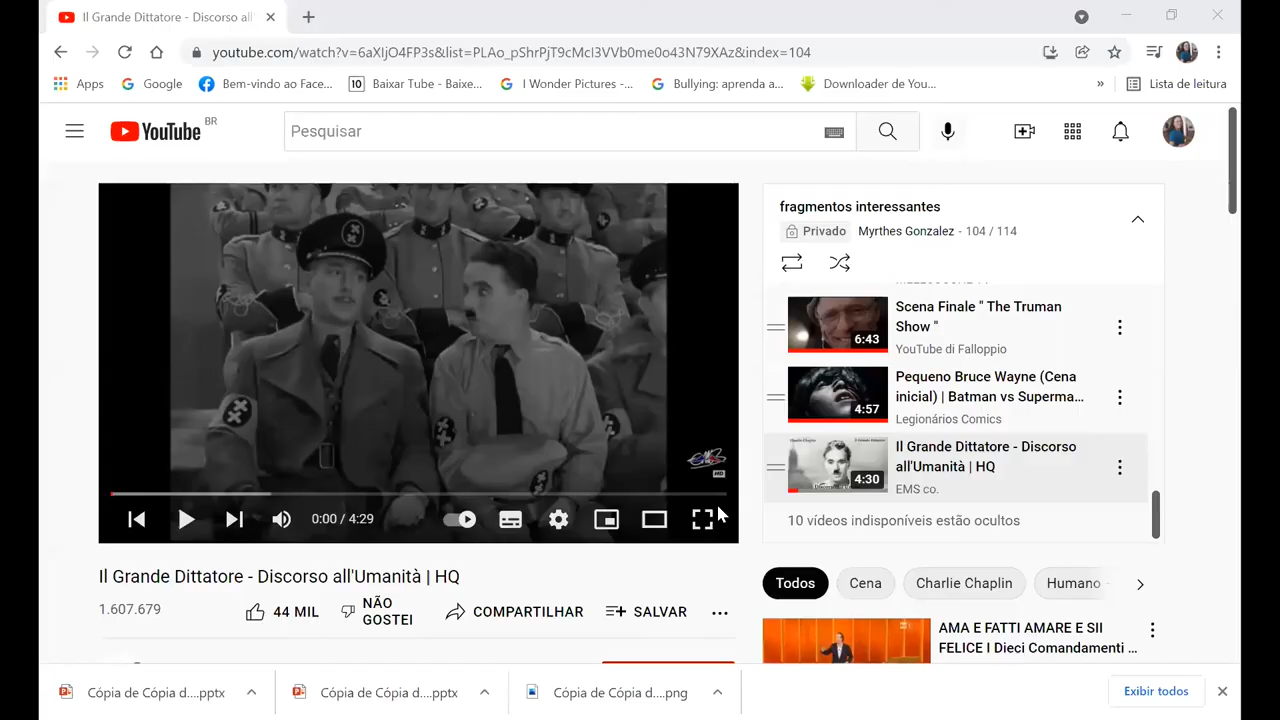 Il Grande Dittatore - Discorso all'
youtube.com/watch?v=6aXIjO4FP3s&list=PLAo_pShrPjT9cMcI3VVb0me0o43N79XAz&index=104
Apps Google Bem-vindo ao Face... 10 Baixar Tube - Baixe... I Wonder Pictures -... Bullying: aprenda a... Downloader de You... » Lista de leitura
YouTube BR
Pesquisar
fragmentos interessantes
Privado Myrthes Gonzalez - 104 / 114
Scena Finale " The Truman
Show "
YouTube di Falloppio
6:43
Pequeno Bruce Wayne (Cena
inicial) | Batman vs Superma...
Legionários Comics
4:57
Il Grande Dittatore - Discorso
all'Umanità | HQ
EMS co.
4:30
10 vídeos indisponíveis estão ocultos
HD
0:00 / 4:29
Il Grande Dittatore - Discorso all'Umanità | HQ
1.607.679
44 MIL
NÃO
GOSTEI
COMPARTILHAR
SALVAR
Todos Cena Charlie Chaplin Humano
AMA E FATTI AMARE E SII
FELICE I Dieci Comandamenti ...
Cópia de Cópia d....pptx Cópia de Cópia d....pptx Cópia de Cópia d....png Exibir todos